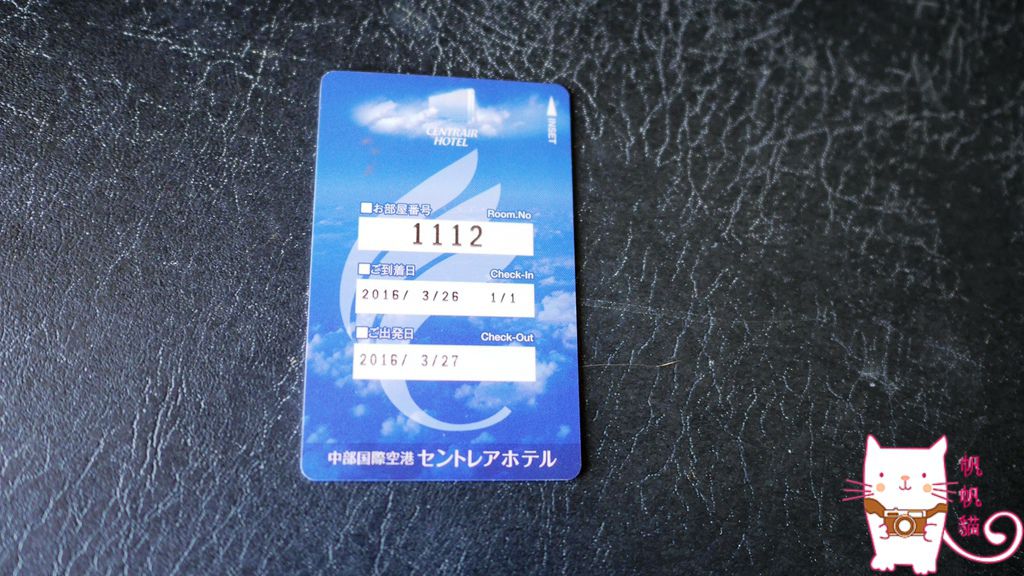 CENTRAIR
HOTEL
INSERT
■お部屋番号 Room.No
1112
■ご到着日 Check-In
2016/ 3/26 1/1
■ご出発日 Check-Out
2016/ 3/27
中部国際空港 セントレアホテル
帆帆貓